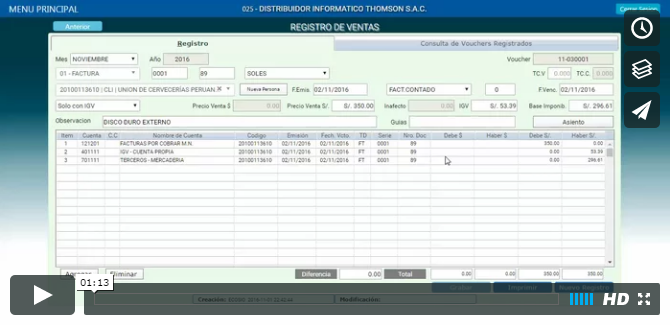 MENU PRINCIPAL 025 - DISTRIBUIDOR INFORMATICO THOMSON S.A.C. Cerrar Sesion
Anterior REGISTRO DE VENTAS
Registro Consulta de Vouchers Registrados
Mes NOVIEMBRE Año 2016 Voucher 11-030001
01 - FACTURA 0001 89 SOLES TC.V 0.000 TC.C. 0.000
20100113610 | CLI | UNION DE CERVECERÍAS PERUAN. Nueva Persona F.Emis. 02/11/2016 FACT.CONTADO 0 F.Venc. 02/11/2016
Solo con IGV Precio Venta $ 0.00 Precio Venta S/. S/. 350.00 Inafecto 0.00 IGV S/. 53.39 Base Imponib. S/. 296.61
Observacion DISCO DURO EXTERNO Guias Asiento
Item Cuenta C.C Nombre de Cuenta Codigo Emisión Fech. Vcto. TD Serie Nro. Doc Debe $ Haber $ Debe S/. Haber S/.
1 121201 FACTURAS POR COBRAR M.N. 20100113610 02/11/2016 02/11/2016 FT 0001 89 350.00 0.00
2 401111 IGV - CUENTA PROPIA 20100113610 02/11/2016 02/11/2016 FT 0001 89 0.00 53.39
3 701111 TERCEROS - MERCADERIA 20100113610 02/11/2016 02/11/2016 FT 0001 89 0.00 296.61
Agregar Eliminar Diferencia 0.00 Total 0.00 0.00 350.00 350.00
01:13
Grabar Imprimir Nuevo Registro
Creación: Modificación:
HD